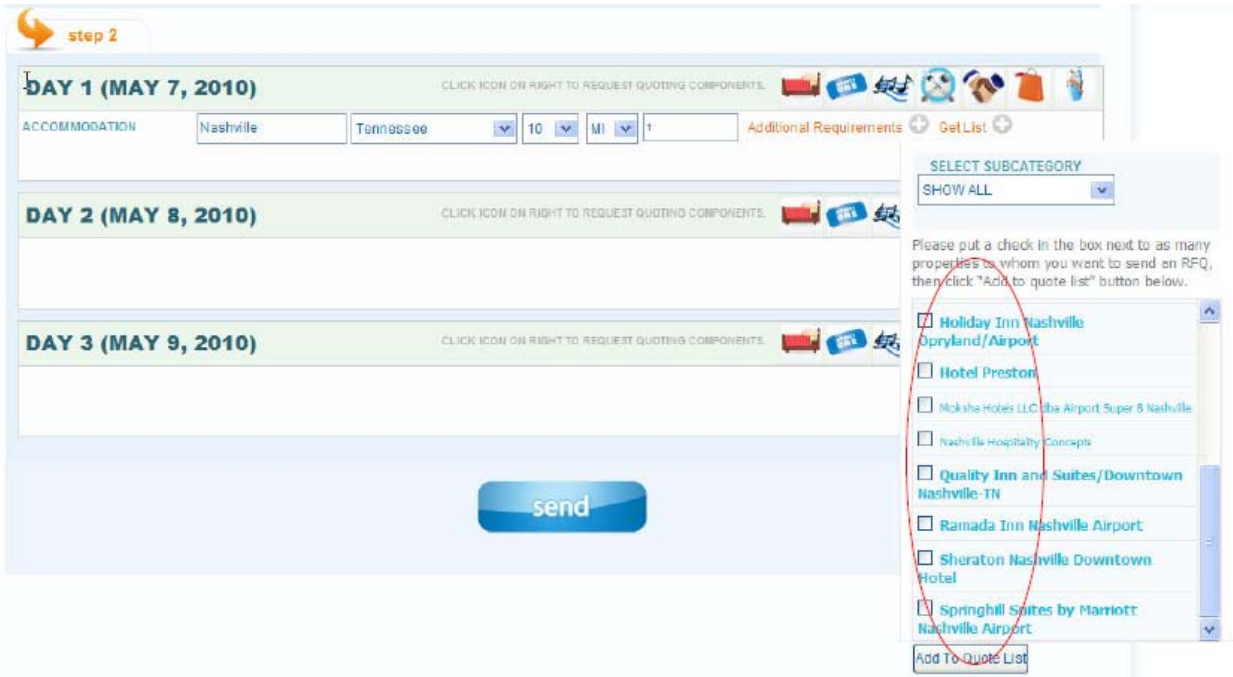 step 2
DAY 1 (MAY 7, 2010)
CLICK ICON ON RIGHT TO REQUEST QUOTING COMPONENTS.
ACCOMMODATION Nashville Tennessee 10 MI 1 Additional Requirements Get List
SELECT SUBCATEGORY
SHOW ALL
DAY 2 (MAY 8, 2010)
CLICK ICON ON RIGHT TO REQUEST QUOTING COMPONENTS.
Please put a check in the box next to as many
properties to whom you want to send an RFQ,
then click "Add to quote list" button below.
DAY 3 (MAY 9, 2010)
CLICK ICON ON RIGHT TO REQUEST QUOTING COMPONENTS.
Holiday Inn Nashville
Opryland/Airport
Hotel Preston
Moksha Hotels LLC dba Airport Super 8 Nashville
Nashville Hospitality Concepts
Quality Inn and Suites/Downtown
Nashville-TN
Ramada Inn Nashville Airport
Sheraton Nashville Downtown
Hotel
Springhill Suites by Marriott
Nashville Airport
Add To Quote List
send